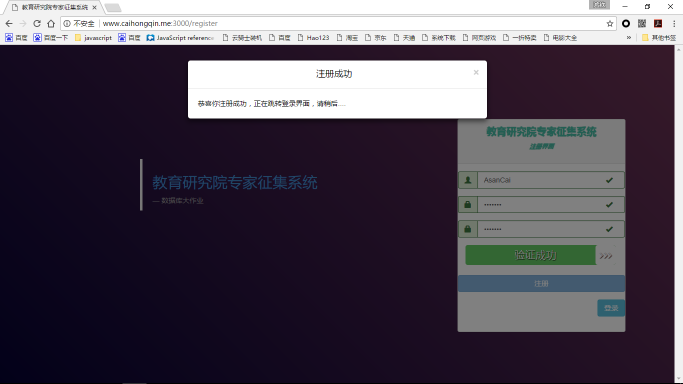 教育研究院专家征集系统
不安全 | www.caihongqin.me:3000/register
百度 百度一下 javascript 百度 JavaScript reference 云骑士装机 百度 Hao123 淘宝 京东 天猫 系统下载 网页游戏 一折特卖 电影大全 » 其他书签
注册成功 ×
恭喜你注册成功，正在跳转登录界面，请稍后....
教育研究院专家征集系统
— 数据库大作业
教育研究院专家征集系统
注册界面
AsanCai
•••••••
•••••••
验证成功 >>>
注册
登录